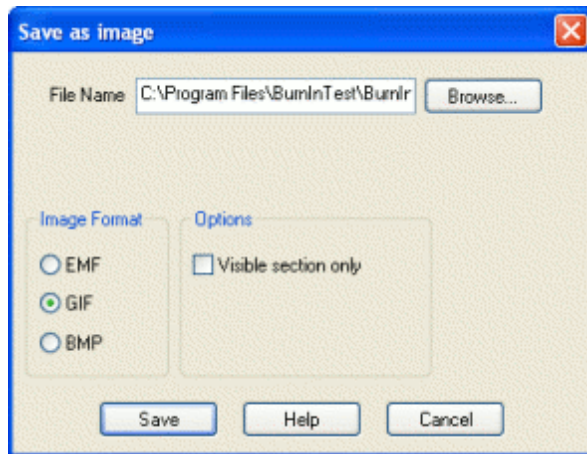 Save as image
File Name C:\Program Files\BurnInTest\BurnIr Browse...
Image Format Options
EMF Visible section only
GIF
BMP
Save Help Cancel